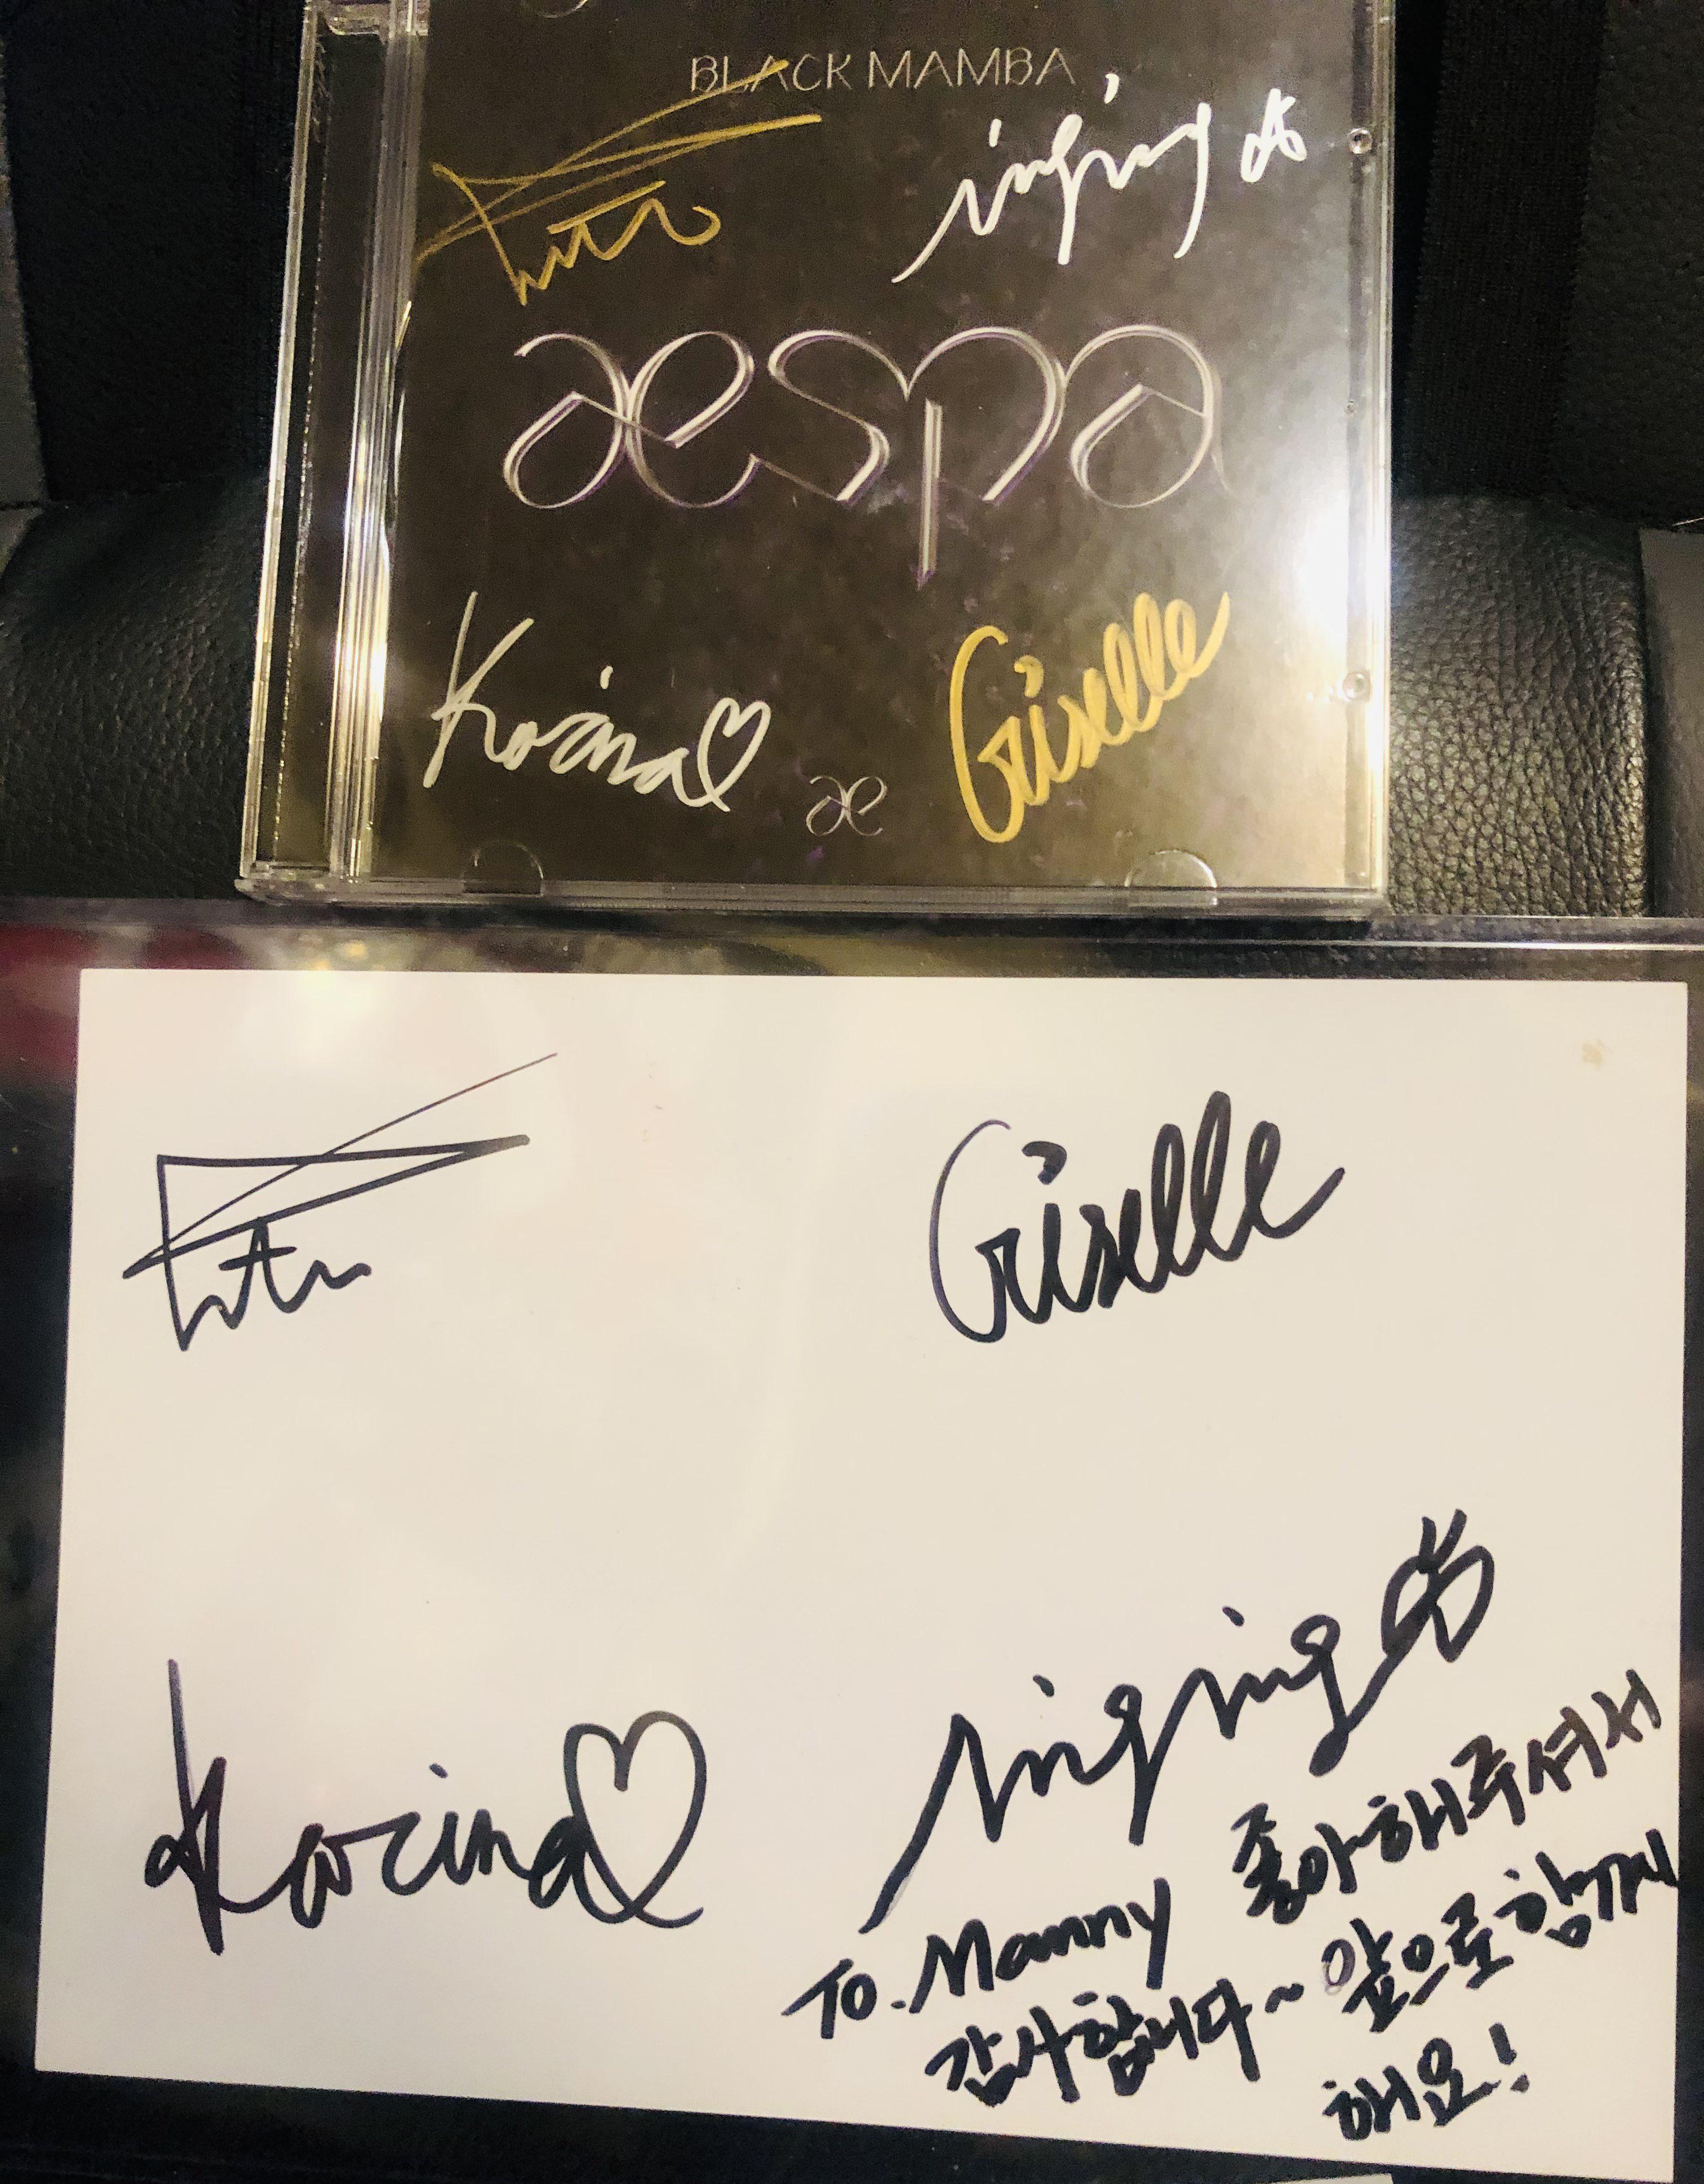 BLACK MAMBA
ningning
aespa
Karina♡
Giselle
æ
Giselle
Karina♡
ningning
To. Manny 좋아해주셔서
감사합니다~ 앞으로 함께
해요!